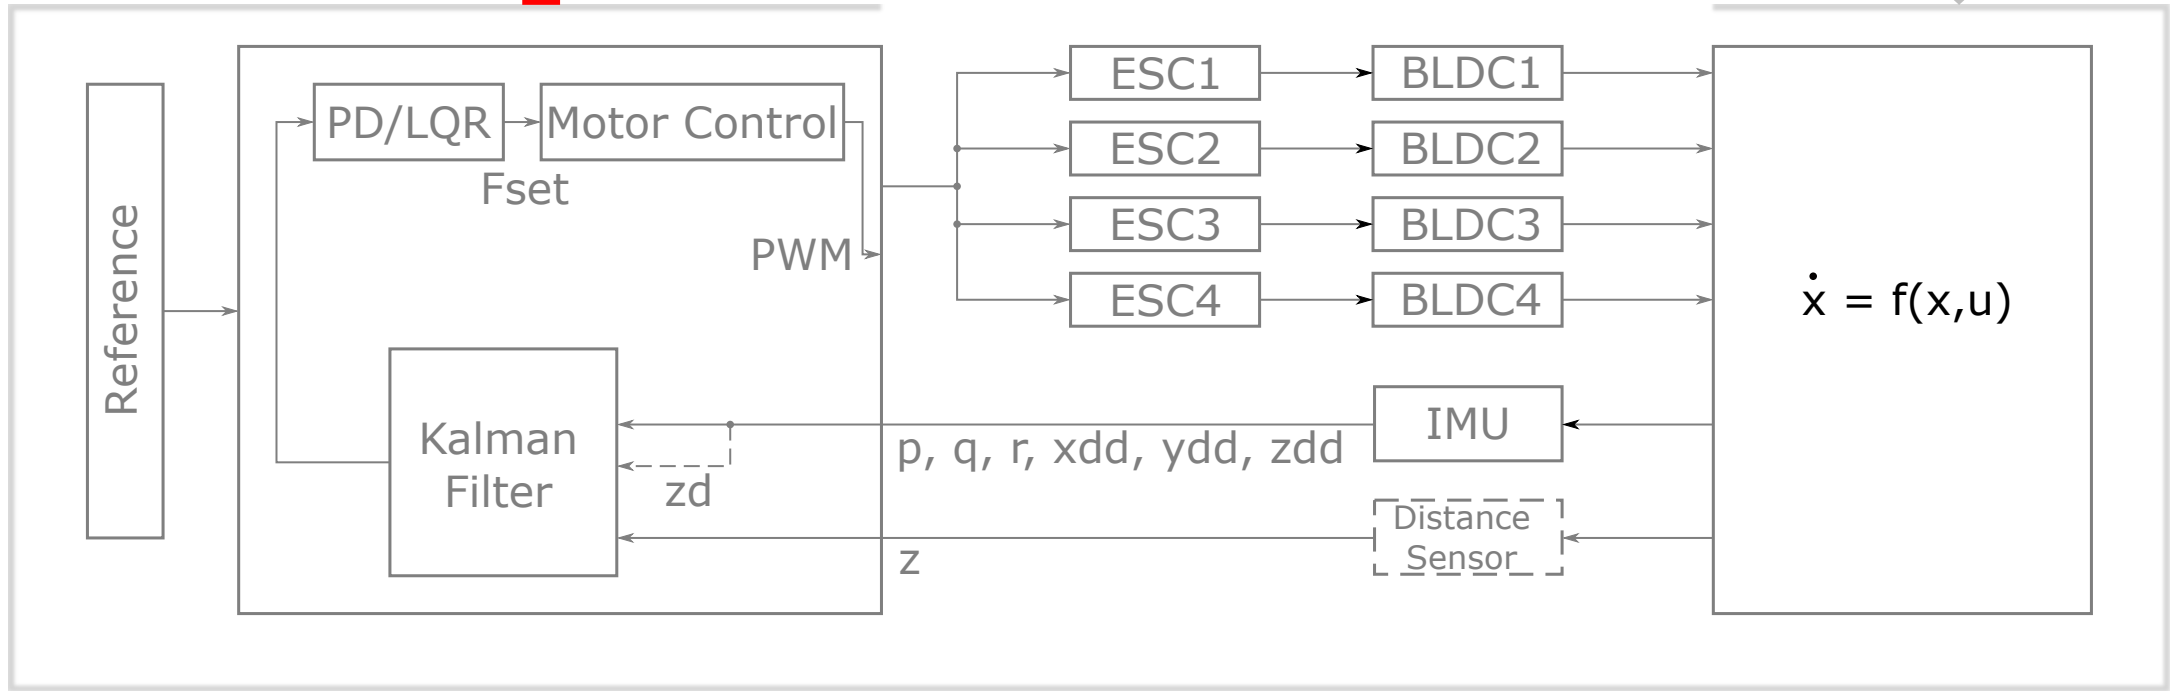 Reference
PD/LQR
Motor Control
Fset
PWM
Kalman
Filter
zd
ESC1
BLDC1
ESC2
BLDC2
ESC3
BLDC3
ESC4
BLDC4
IMU
p, q, r, xdd, ydd, zdd
Distance
Sensor
z
ẋ = f(x,u)